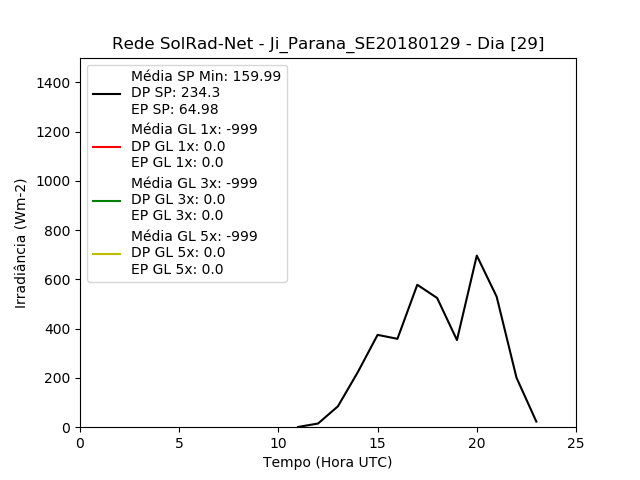 Rede SolRad-Net - Ji_Parana_SE20180129 - Dia [29]
Média SP Min: 159.99
DP SP: 234.3
EP SP: 64.98
Média GL 1x: -999
DP GL 1x: 0.0
EP GL 1x: 0.0
Média GL 3x: -999
DP GL 3x: 0.0
EP GL 3x: 0.0
Média GL 5x: -999
DP GL 5x: 0.0
EP GL 5x: 0.0
Irradiância (Wm-2)
1400
1200
1000
800
600
400
200
0
0 5 10 15 20 25
Tempo (Hora UTC)